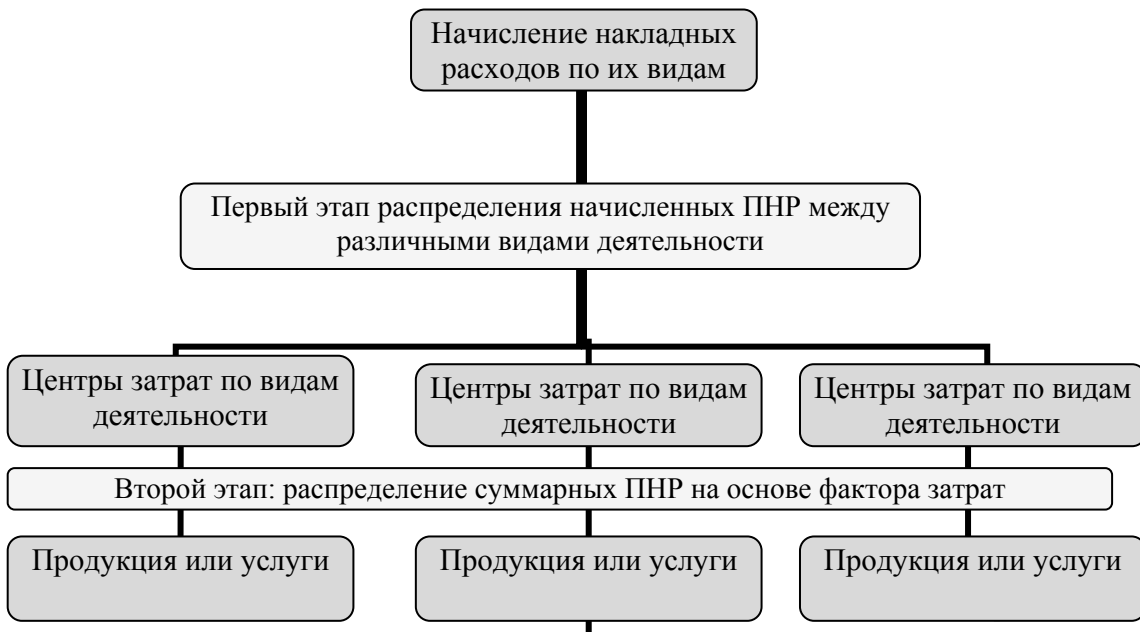 Начисление накладных
расходов по их видам
Первый этап распределения начисленных ПНР между
различными видами деятельности
Центры затрат по видам
деятельности
Центры затрат по видам
деятельности
Центры затрат по видам
деятельности
Второй этап: распределение суммарных ПНР на основе фактора затрат
Продукция или услуги
Продукция или услуги
Продукция или услуги